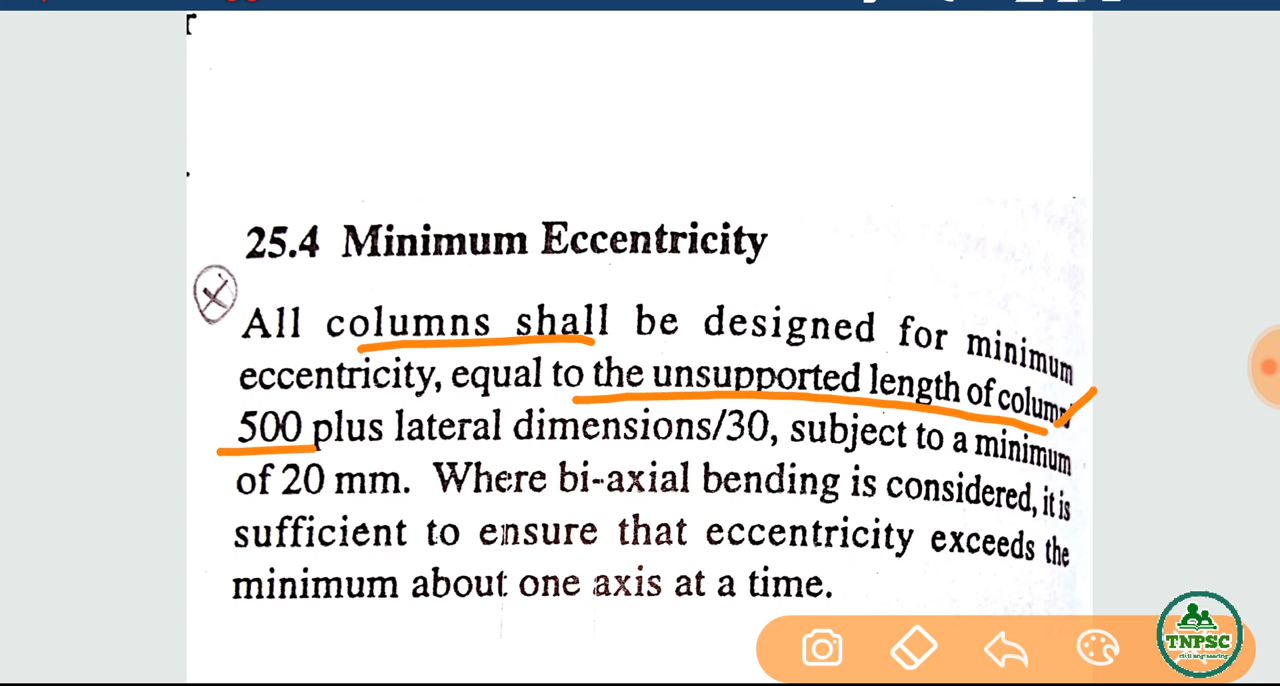 25.4 Minimum Eccentricity
All columns shall be designed for minimum
eccentricity, equal to the unsupported length of column/
500 plus lateral dimensions/30, subject to a minimum
of 20 mm. Where bi-axial bending is considered, it is
sufficient to ensure that eccentricity exceeds the
minimum about one axis at a time.
TNPSC
civil engineering